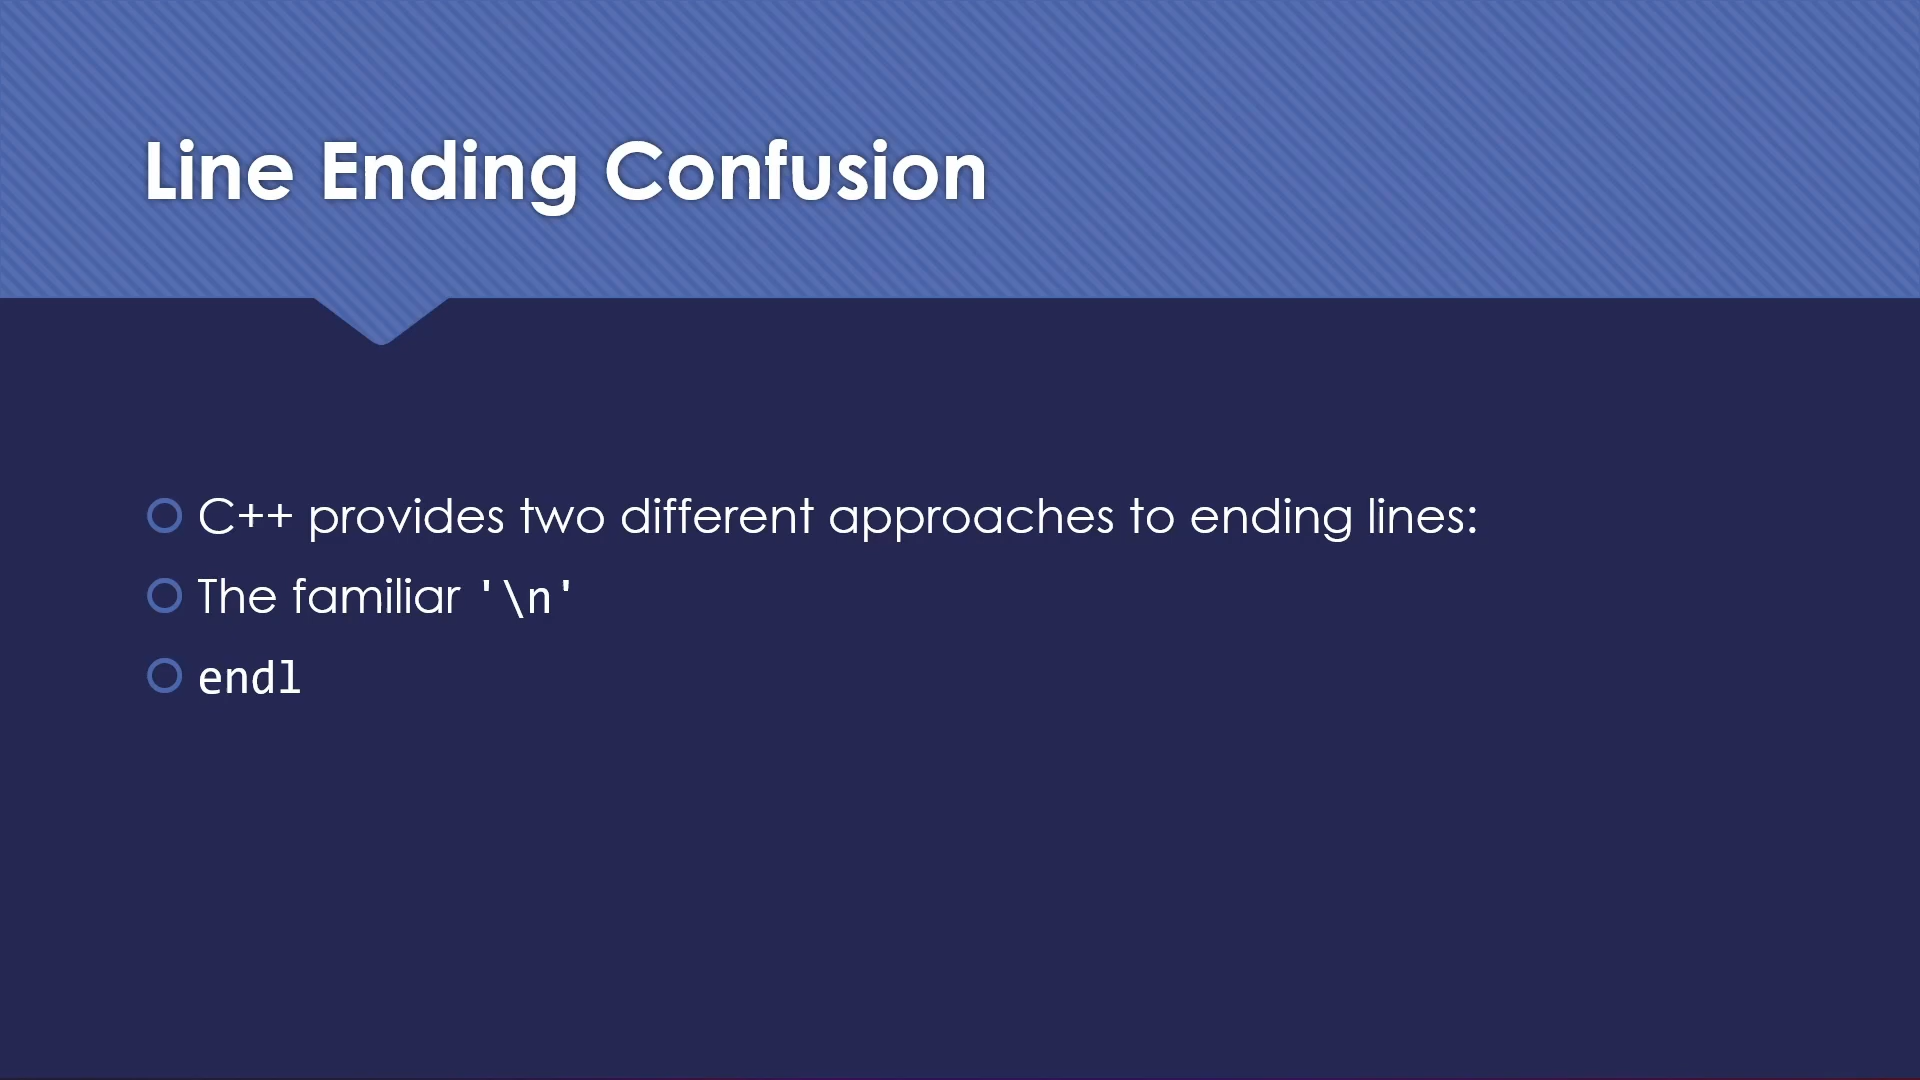 Line Ending Confusion
C++ provides two different approaches to ending lines:
The familiar '\n'
endl